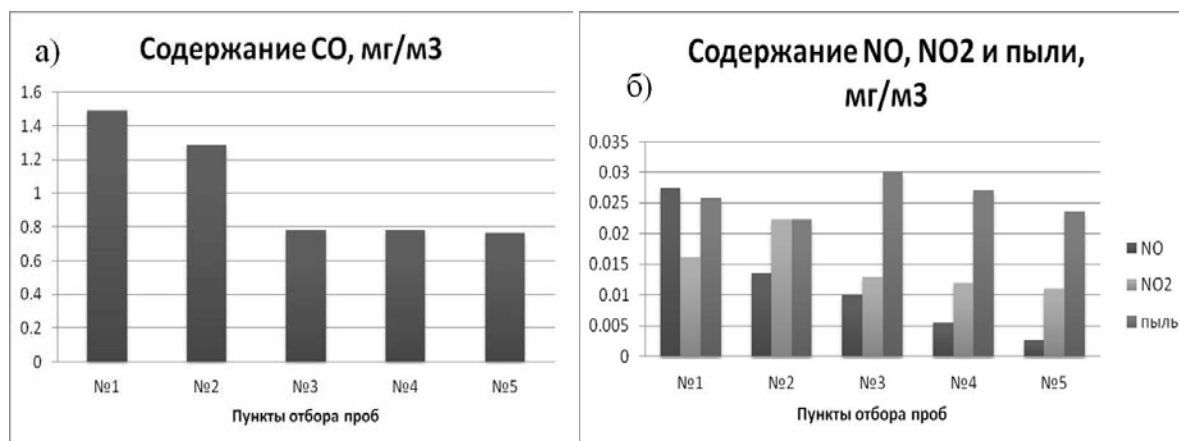 а)
Содержание CO, мг/м3
1.6
1.4
1.2
1
0.8
0.6
0.4
0.2
0
№1 №2 №3 №4 №5
Пункты отбора проб
б)
Содержание NO, NO2 и пыли,
мг/м3
0.035
0.03
0.025
0.02
0.015
0.01
0.005
0
№1 №2 №3 №4 №5
Пункты отбора проб
NO
NO2
пыль